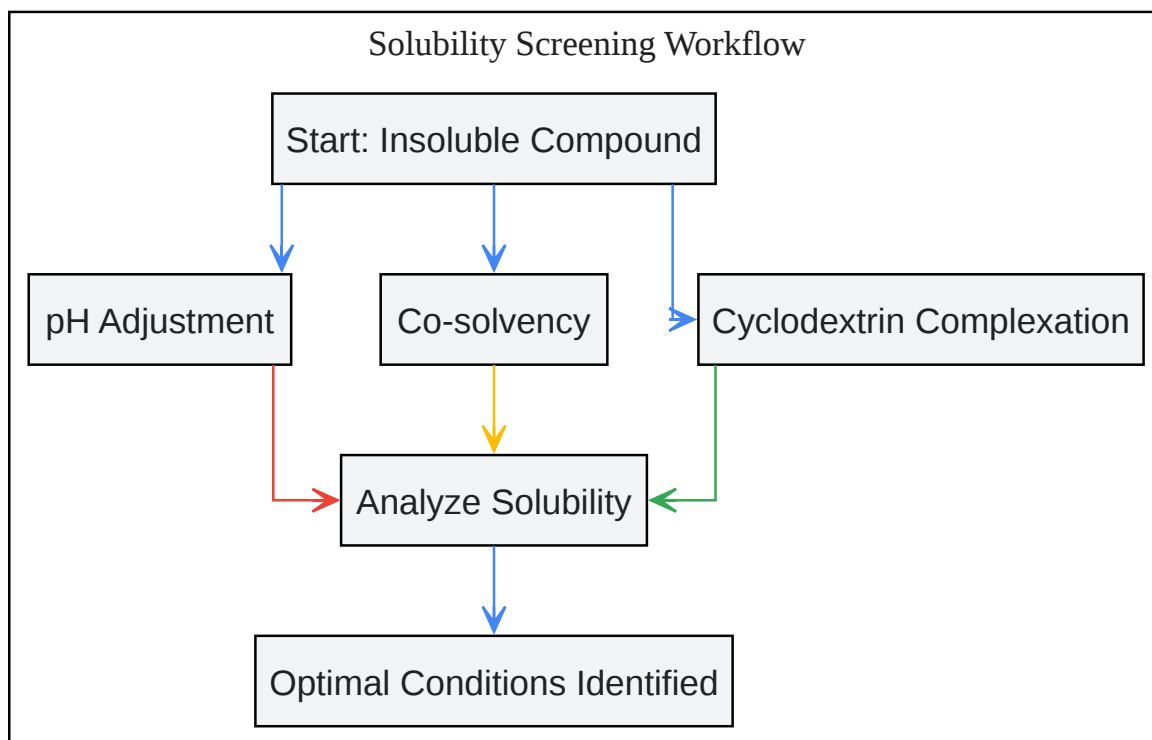 Solubility Screening Workflow
Start: Insoluble Compound
pH Adjustment
Co-solvency
Cyclodextrin Complexation
Analyze Solubility
Optimal Conditions Identified